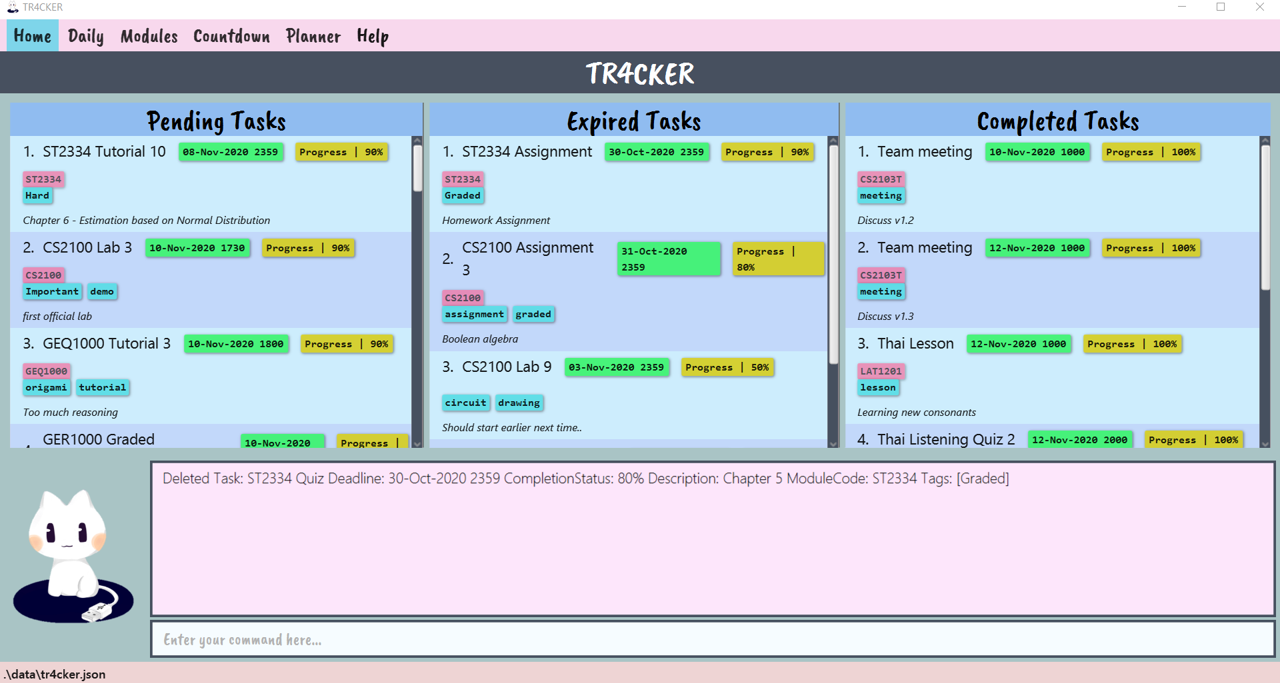 TR4CKER
Home Daily Modules Countdown Planner Help
TR4CKER
Pending Tasks
1. ST2334 Tutorial 10 08-Nov-2020 2359 Progress | 90%
ST2334
Hard
Chapter 6 - Estimation based on Normal Distribution
2. CS2100 Lab 3 10-Nov-2020 1730 Progress | 90%
CS2100
Important demo
first official lab
3. GEQ1000 Tutorial 3 10-Nov-2020 1800 Progress | 90%
GEQ1000
origami tutorial
Too much reasoning
GER1000 Graded 10-Nov-2020 Progress |
Expired Tasks
1. ST2334 Assignment 30-Oct-2020 2359 Progress | 90%
ST2334
Graded
Homework Assignment
2. CS2100 Assignment
3
31-Oct-2020
2359
Progress |
80%
CS2100
assignment graded
Boolean algebra
3. CS2100 Lab 9 03-Nov-2020 2359 Progress | 50%
circuit drawing
Should start earlier next time..
Completed Tasks
1. Team meeting 10-Nov-2020 1000 Progress | 100%
CS2103T
meeting
Discuss v1.2
2. Team meeting 12-Nov-2020 1000 Progress | 100%
CS2103T
meeting
Discuss v1.3
3. Thai Lesson 12-Nov-2020 1000 Progress | 100%
LAT1201
lesson
Learning new consonants
4. Thai Listening Quiz 2 12-Nov-2020 2000 Progress | 100%
Deleted Task: ST2334 Quiz Deadline: 30-Oct-2020 2359 CompletionStatus: 80% Description: Chapter 5 ModuleCode: ST2334 Tags: [Graded]
Enter your command here...
.\data\tr4cker.json